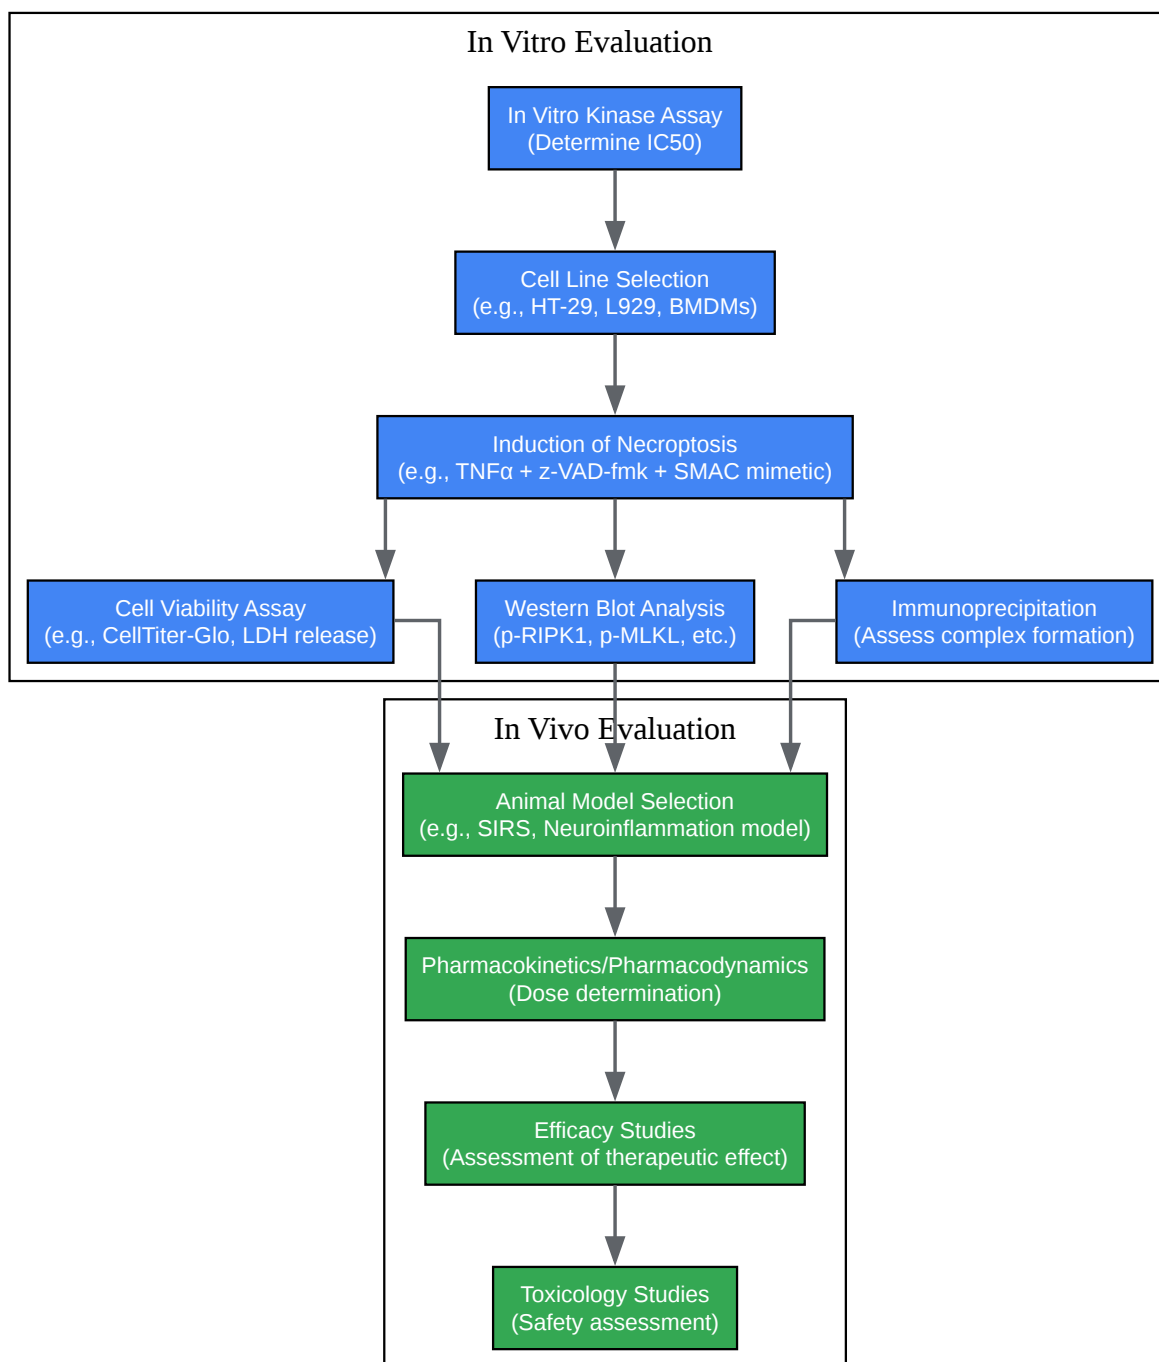 In Vitro Evaluation
In Vitro Kinase Assay
(Determine IC50)
Cell Line Selection
(e.g., HT-29, L929, BMDMs)
Induction of Necroptosis
(e.g., TNFα + z-VAD-fmk + SMAC mimetic)
Cell Viability Assay
(e.g., CellTiter-Glo, LDH release)
Western Blot Analysis
(p-RIPK1, p-MLKL, etc.)
Immunoprecipitation
(Assess complex formation)
In Vivo Evaluation
Animal Model Selection
(e.g., SIRS, Neuroinflammation model)
Pharmacokinetics/Pharmacodynamics
(Dose determination)
Efficacy Studies
(Assessment of therapeutic effect)
Toxicology Studies
(Safety assessment)